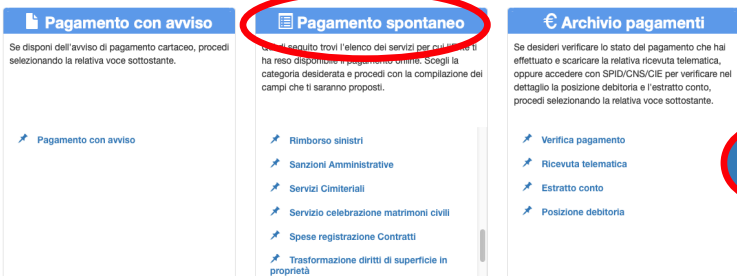 Pagamento con avviso
Se disponi dell'avviso di pagamento cartaceo, procedi
selezionando la relativa voce sottostante.
Pagamento con avviso
Pagamento spontaneo
seguito trovi l'elenco dei servizi per cui ti
ha reso disponibile il pagamento online. Scegli la
categoria desiderata e procedi con la compilazione dei
campi che ti saranno proposti.
Rimborso sinistri
Sanzioni Amministrative
Servizi Cimiteriali
Servizio celebrazione matrimoni civili
Spese registrazione Contratti
Trasformazione diritti di superficie in
proprietà
€ Archivio pagamenti
Se desideri verificare lo stato del pagamento che hai
effettuato e scaricare la relativa ricevuta telematica,
oppure accedere con SPID/CNS/CIE per verificare nel
dettaglio la posizione debitoria e l'estratto conto,
procedi selezionando la relativa voce sottostante.
Verifica pagamento
Ricevuta telematica
Estratto conto
Posizione debitoria